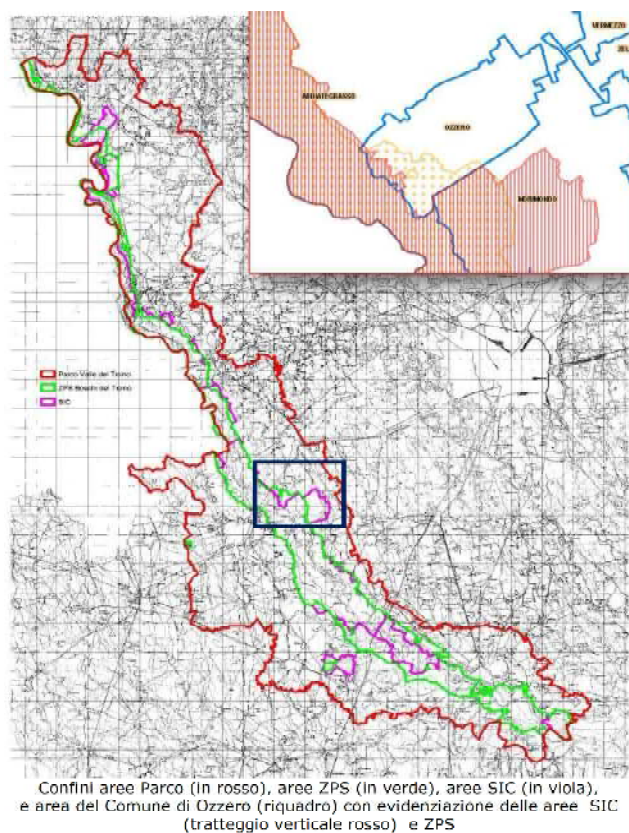 VERMEZZO
ABBIATEGRASSO
OZZERO
MORIMONDO
Parco Valle del Ticino
ZPS Boschi del Ticino
SIC
Confini aree Parco (in rosso), aree ZPS (in verde), aree SIC (in viola),
e area del Comune di Ozzero (riquadro) con evidenziazione delle aree SIC
(tratteggio verticale rosso) e ZPS